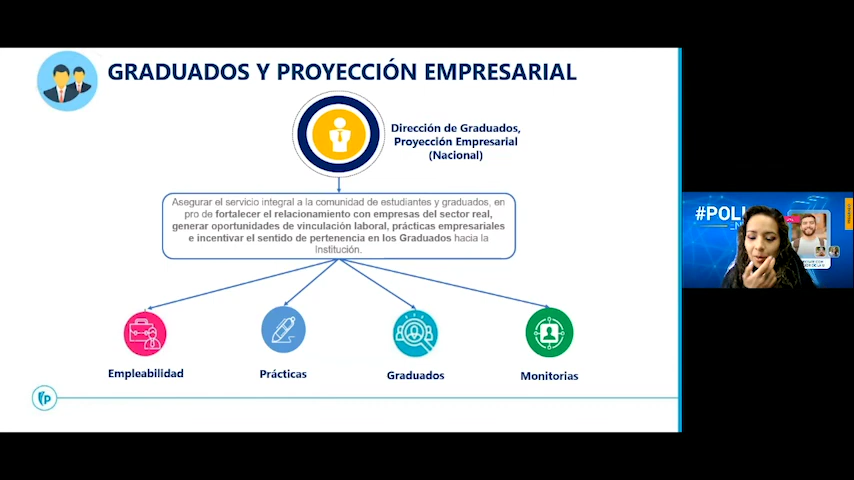 GRADUADOS Y PROYECCIÓN EMPRESARIAL
Dirección de Graduados,
Proyección Empresarial
(Nacional)
Asegurar el servicio integral a la comunidad de estudiantes y graduados, en
pro de fortalecer el relacionamiento con empresas del sector real,
generar oportunidades de vinculación laboral, prácticas empresariales
e incentivar el sentido de pertenencia en los Graduados hacia la
Institución.
Empleabilidad
Prácticas
Graduados
Monitorias
p
#POLI